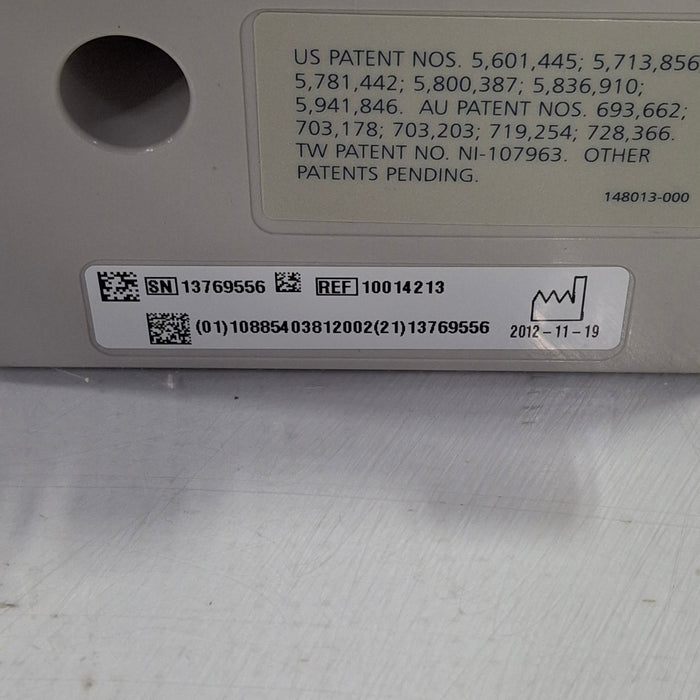 US PATENT NOS. 5,601,445; 5,713,856
5,781,442; 5,800,387; 5,836,910;
5,941,846. AU PATENT NOS. 693,662;
703,178; 703,203; 719,254; 728,366.
TW PATENT NO. NI-107963. OTHER
PATENTS PENDING.
148013-000
SN 13769556 REF 10014213
(01)10885403812002(21)13769556
2012-11-19